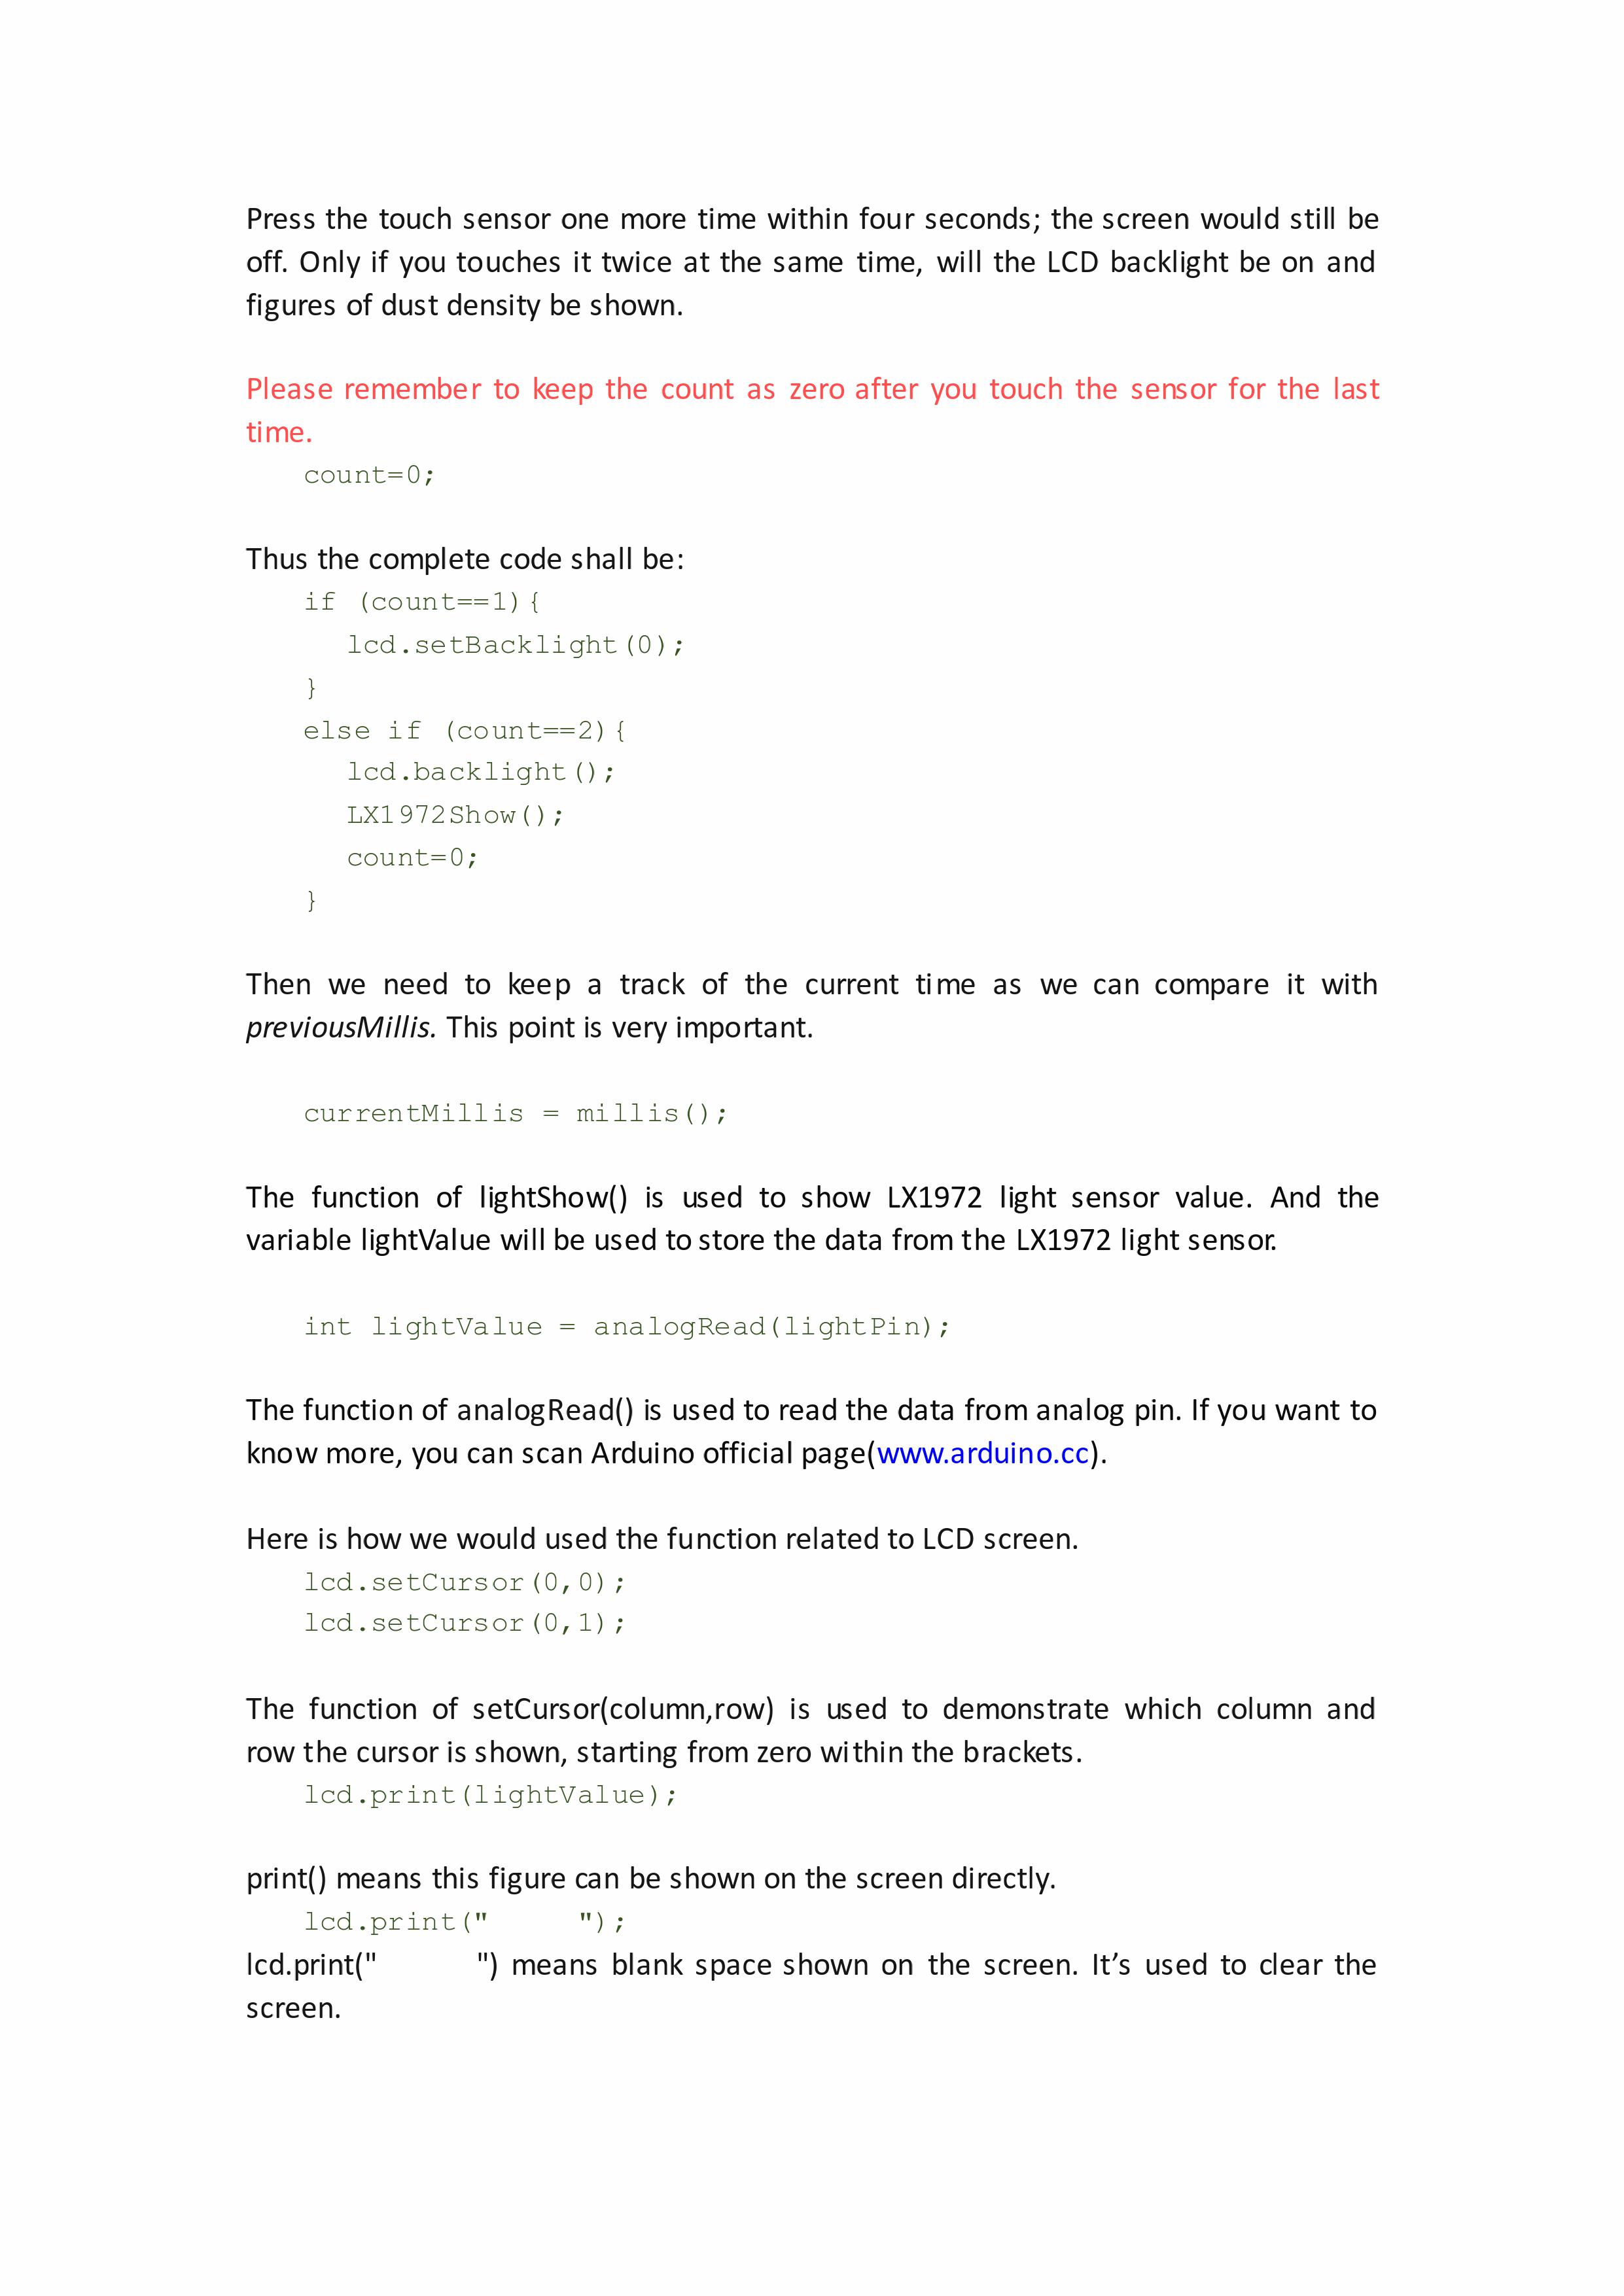 Press the touch sensor one more time within four seconds; the screen would still be
off. Only if you touches it twice at the same time, will the LCD backlight be on and
figures of dust density be shown.
Please remember to keep the count as zero after you touch the sensor for the last
time.
count=0;
Thus the complete code shall be:
if (count==1){
lcd.setBacklight(0);
}
else if (count==2){
lcd.backlight();
LX1972Show();
count=0;
}
Then we need to keep a track of the current time as we can compare it with
previousMillis. This point is very important.
currentMillis = millis();
The function of lightShow() is used to show LX1972 light sensor value. And the
variable lightValue will be used to store the data from the LX1972 light sensor.
int lightValue = analogRead(lightPin);
The function of analogRead() is used to read the data from analog pin. If you want to
know more, you can scan Arduino official page(www.arduino.cc).
Here is how we would used the function related to LCD screen.
lcd.setCursor(0,0);
lcd.setCursor(0,1);
The function of setCursor(column,row) is used to demonstrate which column and
row the cursor is shown, starting from zero within the brackets.
lcd.print(lightValue);
print() means this figure can be shown on the screen directly.
lcd.print("     ");
lcd.print("     ") means blank space shown on the screen. It’s used to clear the
screen.